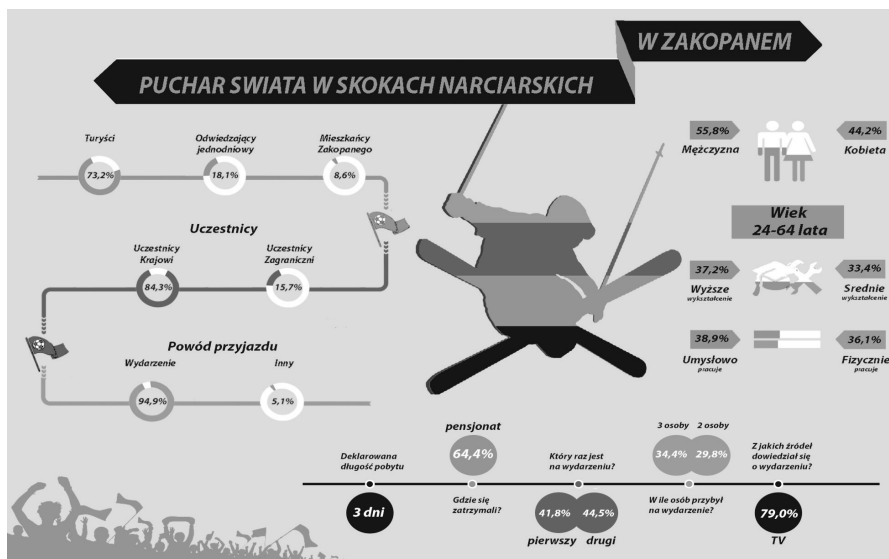 PUCHAR SWIATA W SKOKACH NARCIARSKICH
W ZAKOPANEM
Turyści
73,2%
Odwiedzający
jednodniowy
18,1%
Mieszkańcy
Zakopanego
8,6%
Uczestnicy
Uczestnicy
Krajowi
84,3%
Uczestnicy
Zagraniczni
15,7%
Powód przyjazdu
Wydarzenie
94,9%
Inny
5,1%
55,8%
Mężczyzna
44,2%
Kobieta
Wiek
24-64 lata
37,2%
Wyższe
wykształcenie
33,4%
Srednie
wykształcenie
38,9%
Umysłowo
pracuje
36,1%
Fizycznie
pracuje
Deklarowana
długość pobytu
3 dni
pensjonat
64,4%
Gdzie się
zatrzymali?
Który raz jest
na wydarzeniu?
41,8% 44,5%
pierwszy drugi
3 osoby 2 osoby
34,4% 29,8%
W ile osób przybył
na wydarzenie?
Z jakich źródeł
dowiedział się
o wydarzeniu?
79,0%
TV